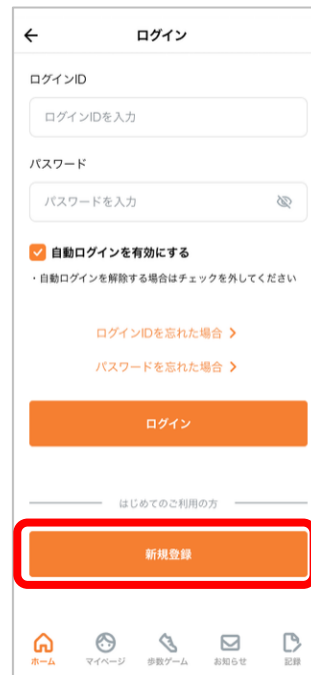 ログイン
ログインID
ログインIDを入力
パスワード
パスワードを入力
自動ログインを有効にする
・自動ログインを解除する場合はチェックを外してください
ログインIDを忘れた場合
パスワードを忘れた場合
ログイン
はじめてのご利用の方
新規登録
ホーム マイページ 歩数ゲーム お知らせ 記録